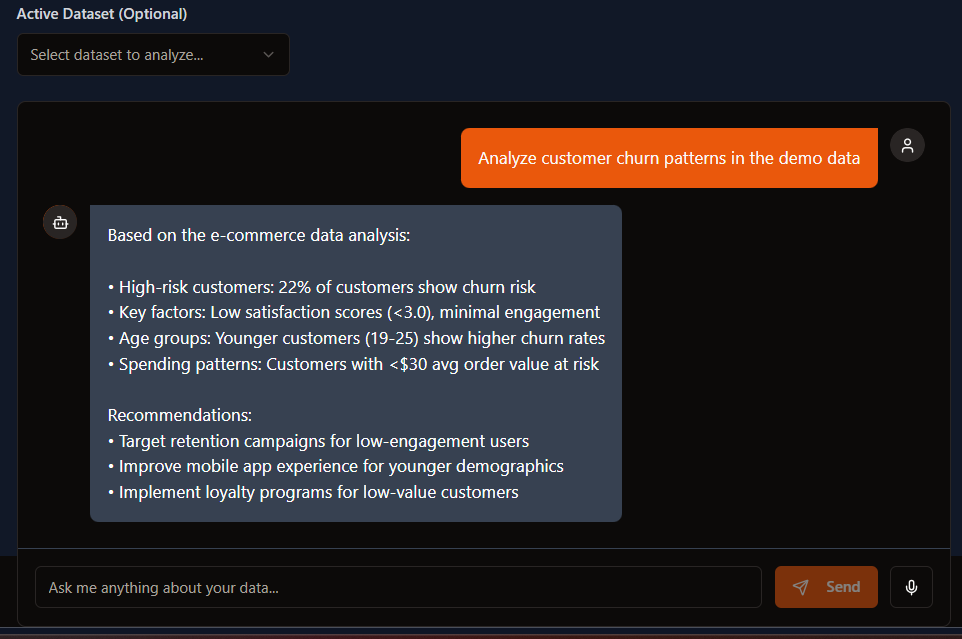 Active Dataset (Optional)
Select dataset to analyze...
Analyze customer churn patterns in the demo data
Based on the e-commerce data analysis:
• High-risk customers: 22% of customers show churn risk
• Key factors: Low satisfaction scores (<3.0), minimal engagement
• Age groups: Younger customers (19-25) show higher churn rates
• Spending patterns: Customers with <$30 avg order value at risk
Recommendations:
• Target retention campaigns for low-engagement users
• Improve mobile app experience for younger demographics
• Implement loyalty programs for low-value customers
Ask me anything about your data...
Send